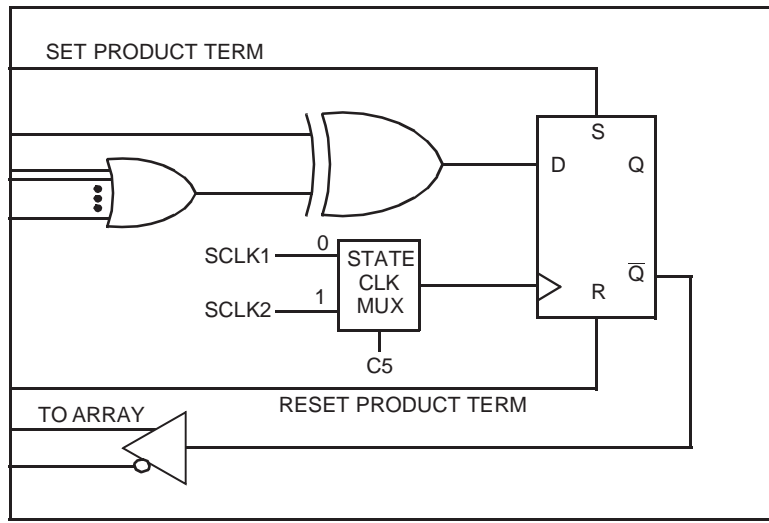 SET PRODUCT TERM
S
D
Q
SCLK1
0
STATE
CLK
MUX
SCLK2
1
Q̅
R
C5
RESET PRODUCT TERM
TO ARRAY